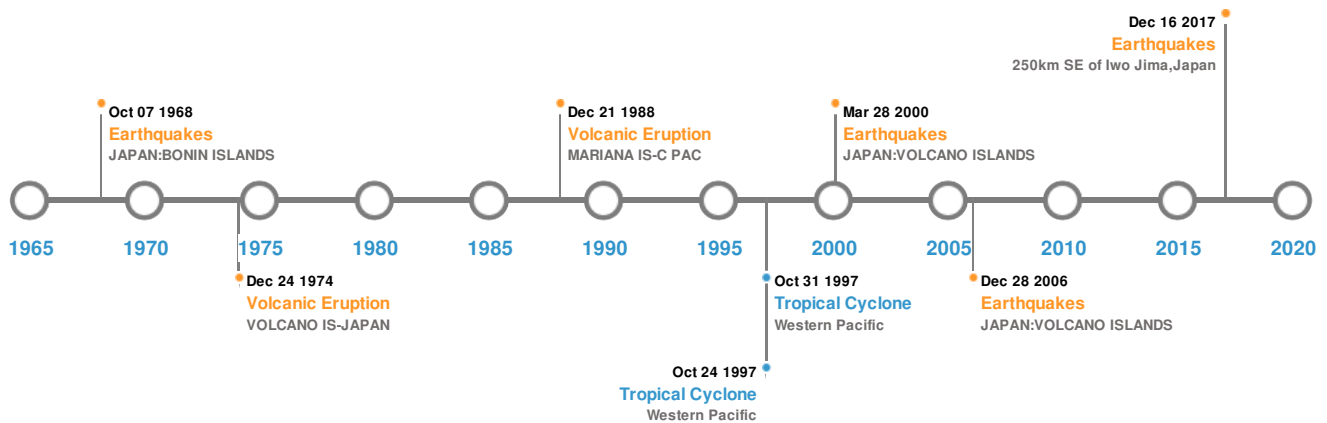 Dec 16 2017
Earthquakes
250km SE of Iwo Jima,Japan
Oct 07 1968
Earthquakes
JAPAN:BONIN ISLANDS
Dec 21 1988
Volcanic Eruption
MARIANA IS-C PAC
Mar 28 2000
Earthquakes
JAPAN:VOLCANO ISLANDS
1965 1970 1975 1980 1985 1990 1995 2000 2005 2010 2015 2020
Dec 24 1974
Volcanic Eruption
VOLCANO IS-JAPAN
Oct 31 1997
Tropical Cyclone
Western Pacific
Dec 28 2006
Earthquakes
JAPAN:VOLCANO ISLANDS
Oct 24 1997
Tropical Cyclone
Western Pacific